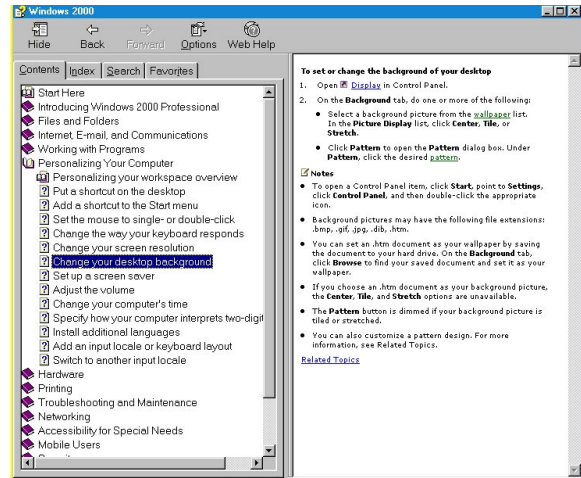 Windows 2000
Hide Back Forward Options Web Help
Contents Index Search Favorites
Start Here
Introducing Windows 2000 Professional
Files and Folders
Internet, E-mail, and Communications
Working with Programs
Personalizing Your Computer
Personalizing your workspace overview
Put a shortcut on the desktop
Add a shortcut to the Start menu
Set the mouse to single- or double-click
Change the way your keyboard responds
Change your screen resolution
Change your desktop background
Set up a screen saver
Adjust the volume
Change your computer's time
Specify how your computer interprets two-digit
Install additional languages
Add an input locale or keyboard layout
Switch to another input locale
Hardware
Printing
Troubleshooting and Maintenance
Networking
Accessibility for Special Needs
Mobile Users
To set or change the background of your desktop
1. Open Display in Control Panel.
2. On the Background tab, do one or more of the following:
• Select a background picture from the wallpaper list.
In the Picture Display list, click Center, Tile, or
Stretch.
• Click Pattern to open the Pattern dialog box. Under
Pattern, click the desired pattern.
Notes
• To open a Control Panel item, click Start, point to Settings,
click Control Panel, and then double-click the appropriate
icon.
• Background pictures may have the following file extensions:
.bmp, .gif, .jpg, .dib, .htm.
• You can set an .htm document as your wallpaper by saving
the document to your hard drive. On the Background tab,
click Browse to find your saved document and set it as your
wallpaper.
• If you choose an .htm document as your background picture,
the Center, Tile, and Stretch options are unavailable.
• The Pattern button is dimmed if your background picture is
tiled or stretched.
• You can also customize a pattern design. For more
information, see Related Topics.
Related Topics